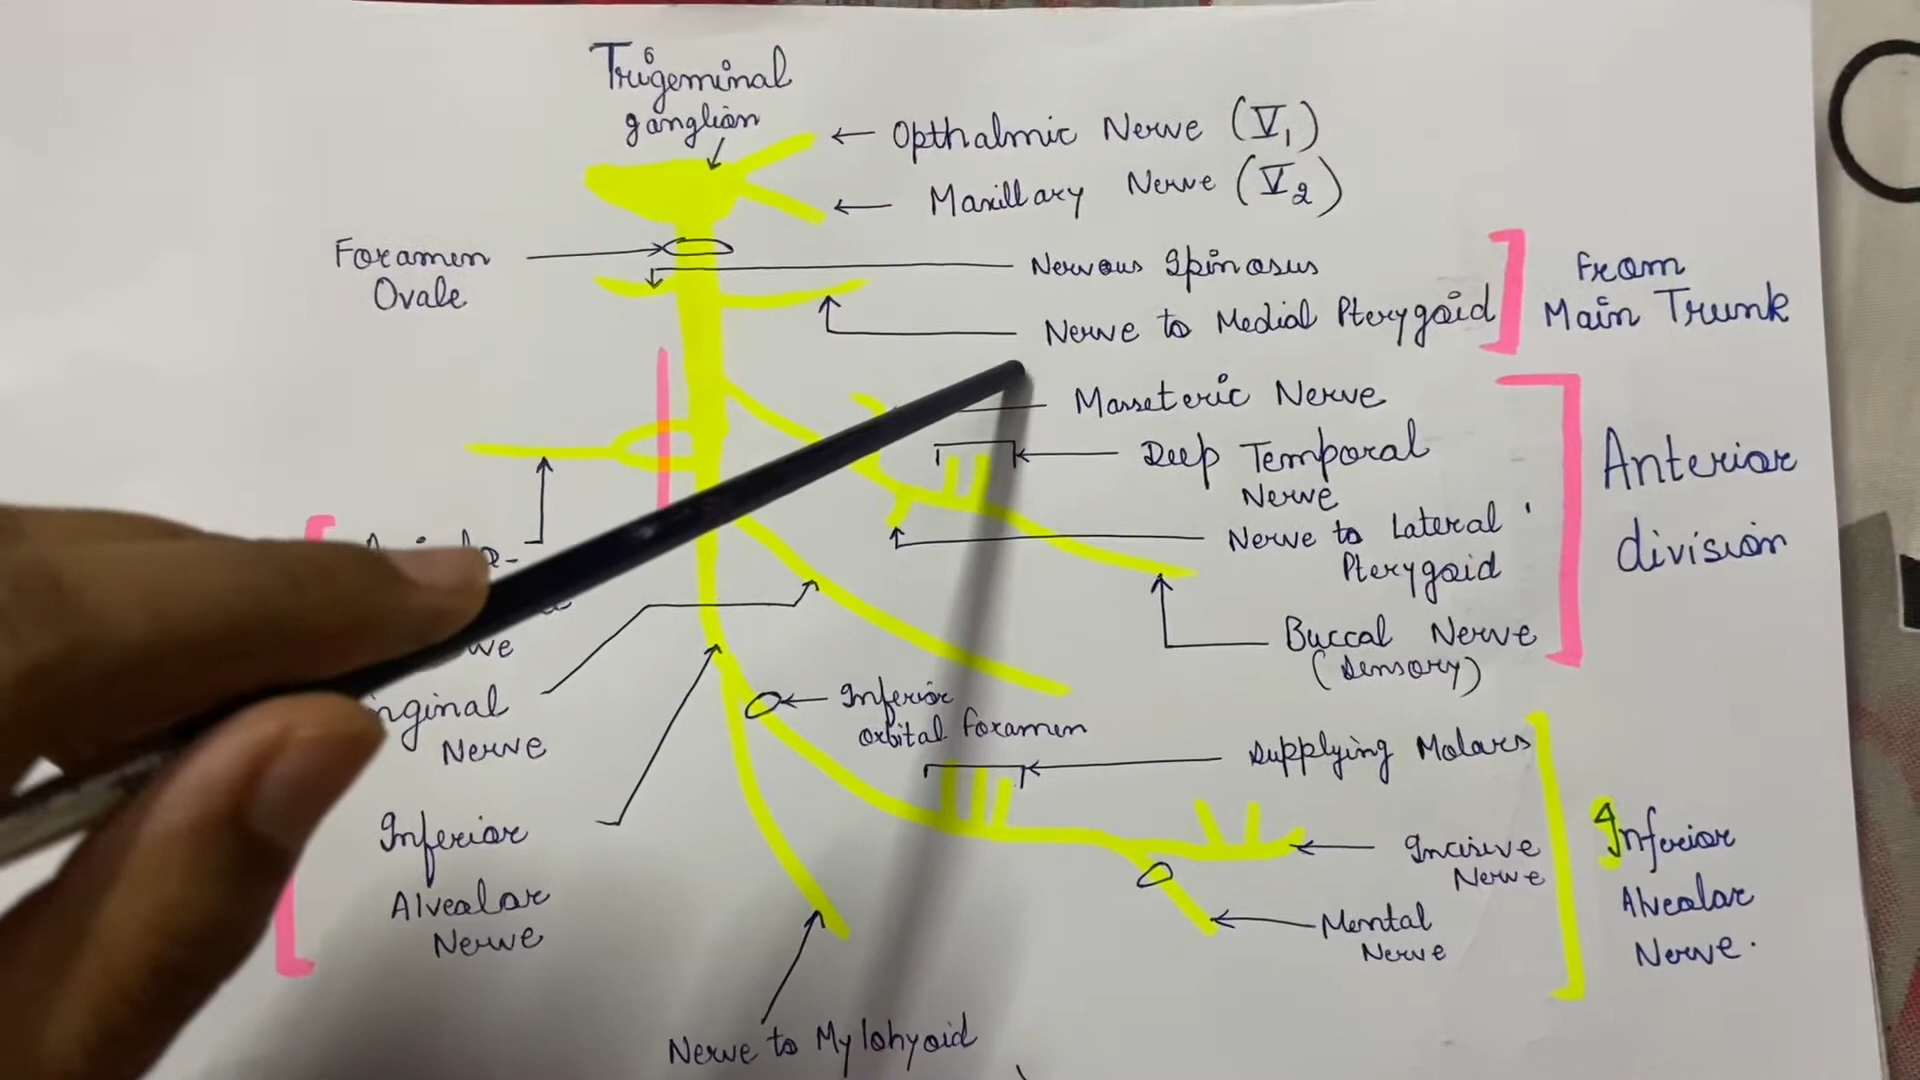 Trigeminal
ganglion
Opthalmic Nerve (V1)
Maxillary Nerve (V2)
Foramen
Ovale
Nervous Spinosus
Nerve to Medial Pterygoid
From
Main Trunk
Masseteric Nerve
Deep Temporal
Nerve
Nerve to Lateral
Pterygoid
Buccal Nerve
(Sensory)
Anterior
division
Nerve
Inferior
Alveolar
Nerve
Inferior
orbital foramen
Supplying Molars
Incisive
Nerve
Mental
Nerve
Inferior
Alveolar
Nerve.
Nerve to Mylohyoid